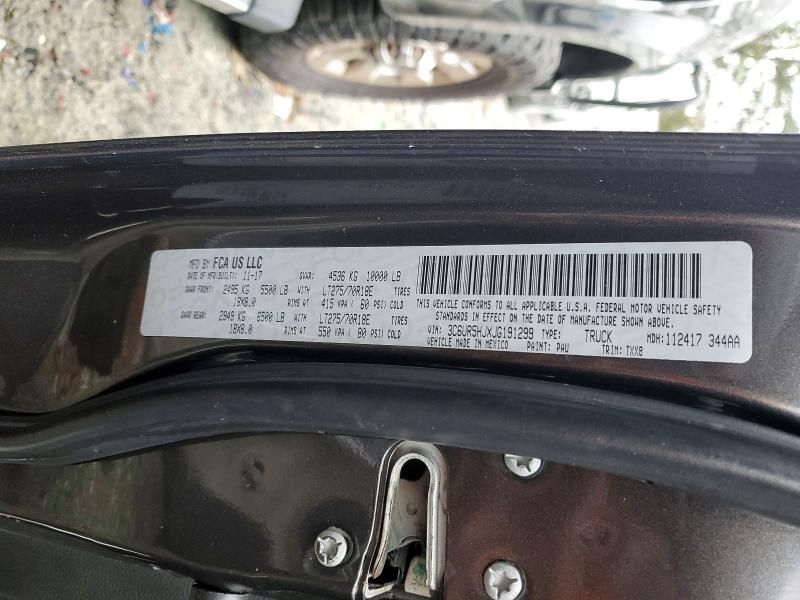 MFD BY FCA US LLC
DATE OF MFR(BUILT): 11-17 GVWR: 4536 KG 10000 LB
GAWR FRONT: 2495 KG 5500 LB WITH LT275/70R18E TIRES
18X8.0 RIMS AT 415 KPA ( 60 PSI) COLD
GAWR REAR: 2948 KG 6500 LB WITH LT275/70R18E TIRES
18X8.0 RIMS AT 550 KPA ( 80 PSI) COLD
THIS VEHICLE CONFORMS TO ALL APPLICABLE U.S.A. FEDERAL MOTOR VEHICLE SAFETY
STANDARDS IN EFFECT ON THE DATE OF MANUFACTURE SHOWN ABOVE.
VIN: 3C6UR5HJXJG191299 TYPE: TRUCK MDH:112417 344AA
VEHICLE MADE IN MEXICO PAINT: PAU TRIM: TXX8